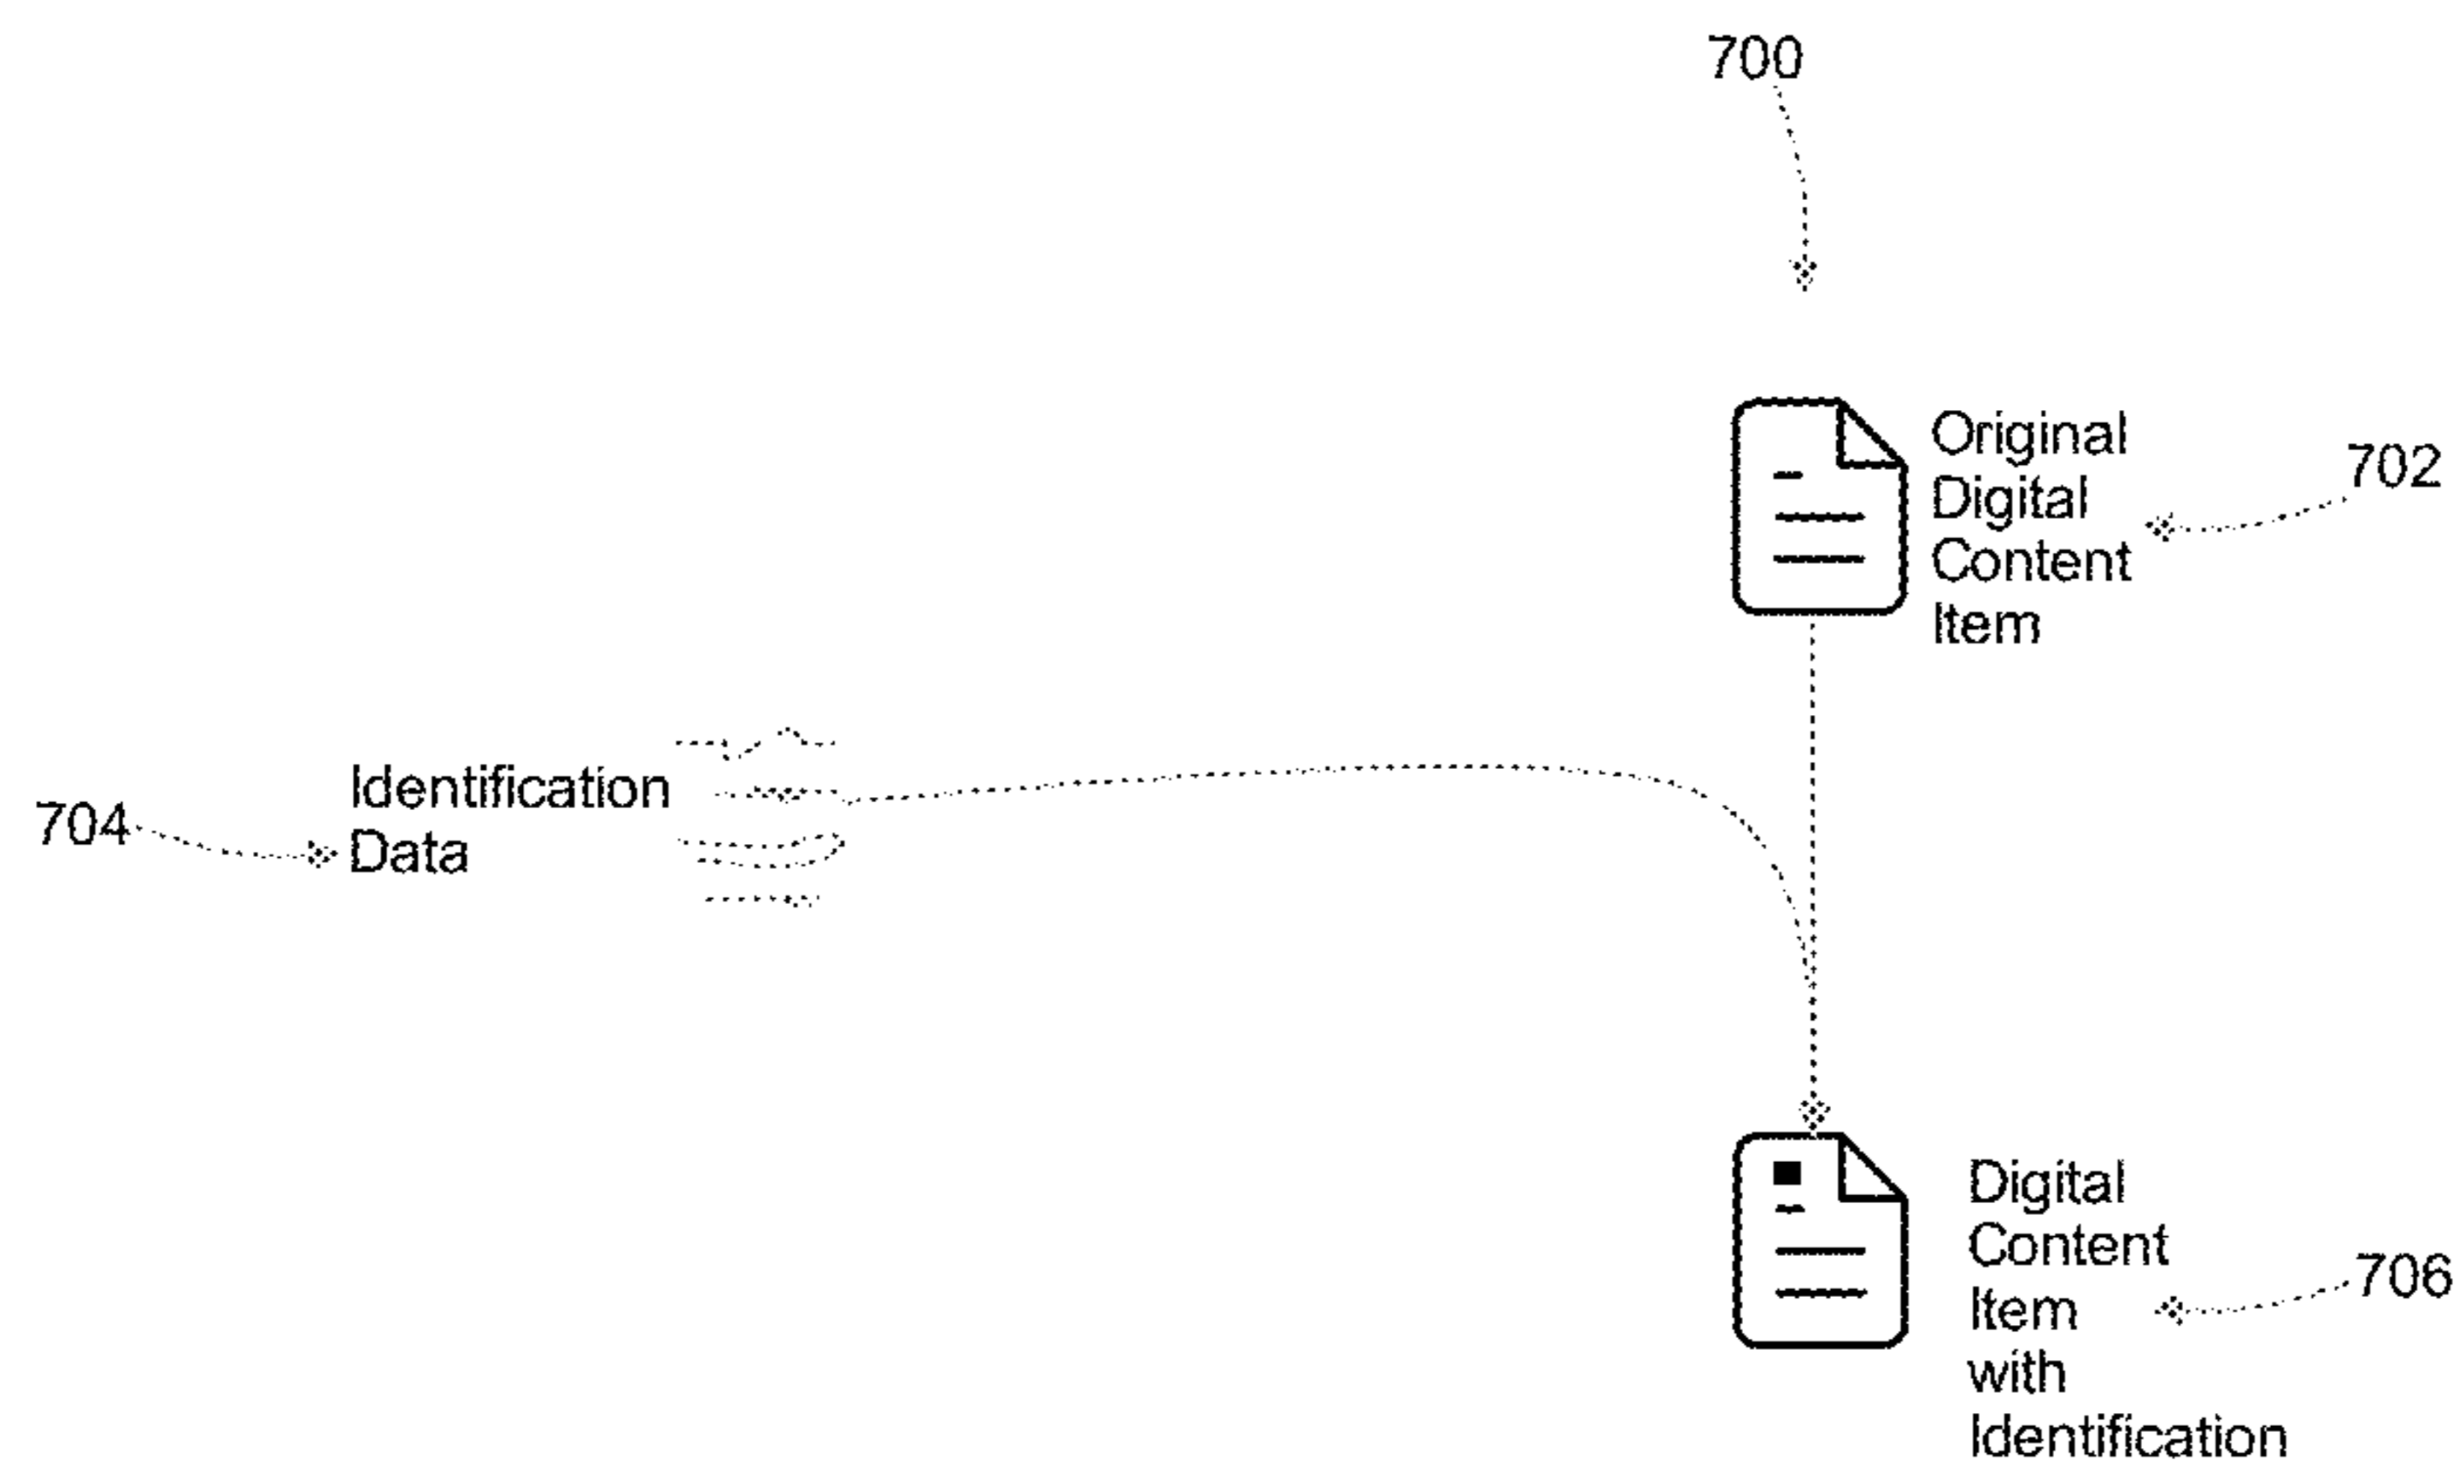 700
Original
Digital
Content
Item
702
Identification
Data
704
Digital
Content
Item
with
Identification
706